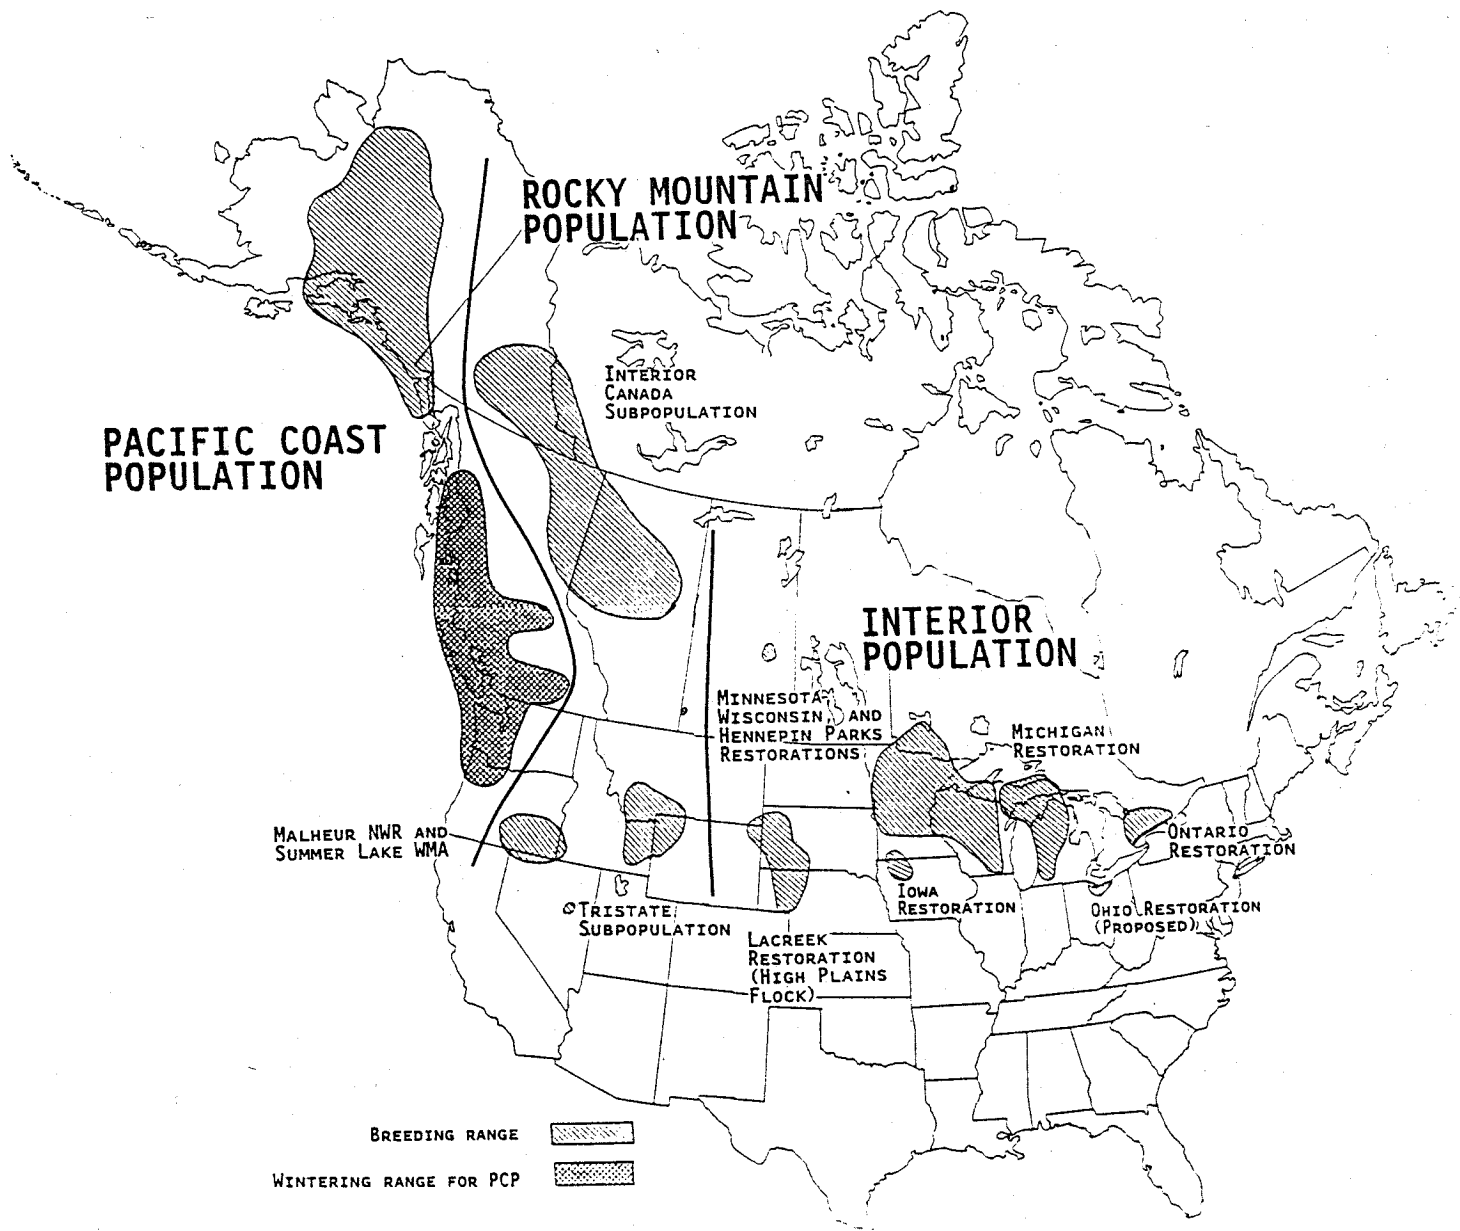 ROCKY MOUNTAIN
POPULATION
INTERIOR
CANADA
SUBPOPULATION
PACIFIC COAST
POPULATION
INTERIOR
POPULATION
MINNESOTA
WISCONSIN, AND
HENNEPIN PARKS
RESTORATIONS
MICHIGAN
RESTORATION
MALHEUR NWR AND
SUMMER LAKE WMA
ONTARIO
RESTORATION
IOWA
RESTORATION
OHIO RESTORATION
(PROPOSED)
TRISTATE
SUBPOPULATION
LACREEK
RESTORATION
(HIGH PLAINS
FLOCK)
BREEDING RANGE
WINTERING RANGE FOR PCP